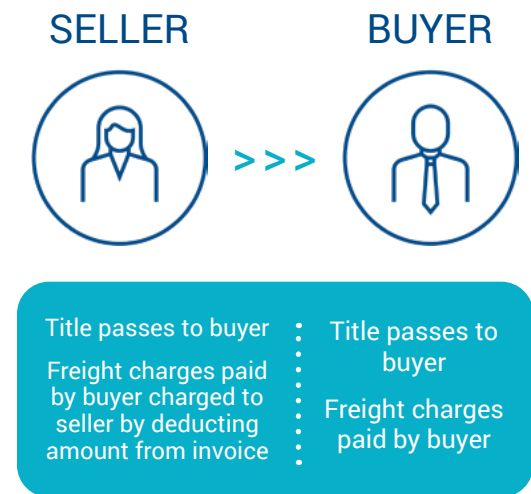 SELLER
BUYER
> > >
Title passes to buyer
Freight charges paid
by buyer charged to
seller by deducting
amount from invoice
Title passes to
buyer
Freight charges
paid by buyer